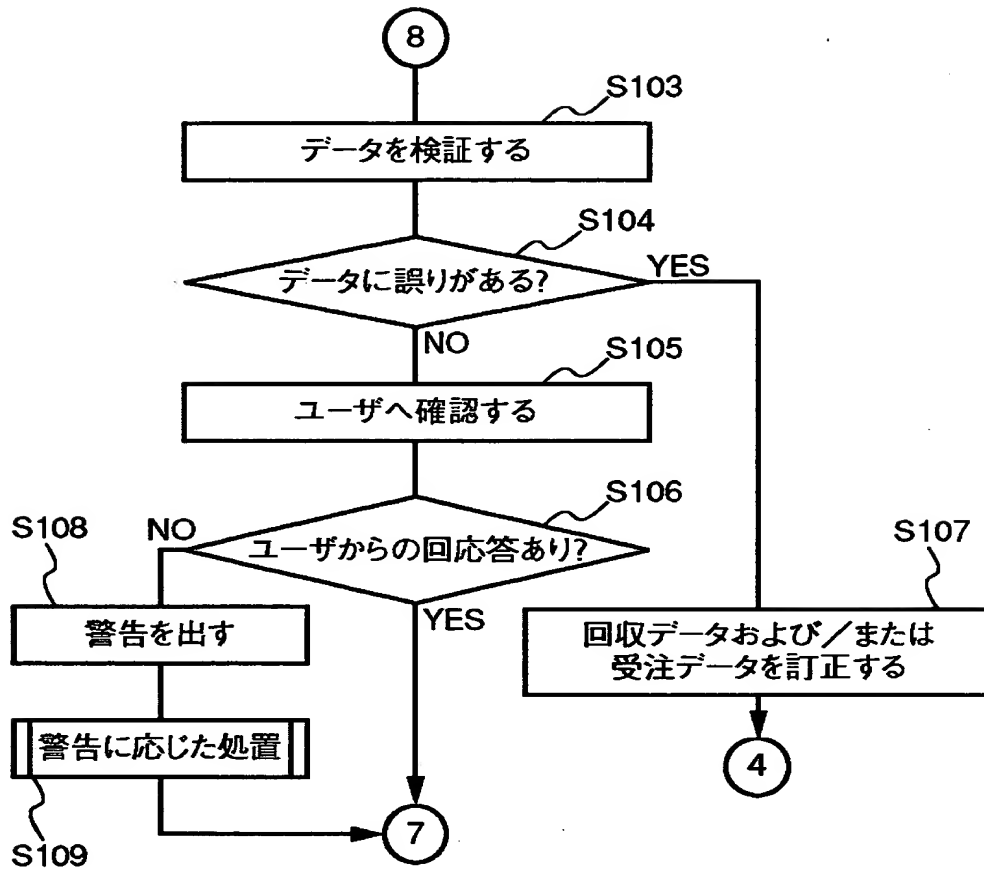 8
S103
データを検証する
S104
データに誤りがある?
YES
NO
S105
ユーザへ確認する
S106
ユーザからの回応答あり?
NO
YES
S108
警告を出す
S107
回収データおよび/または
受注データを訂正する
警告に応じた処置
S109
4
7